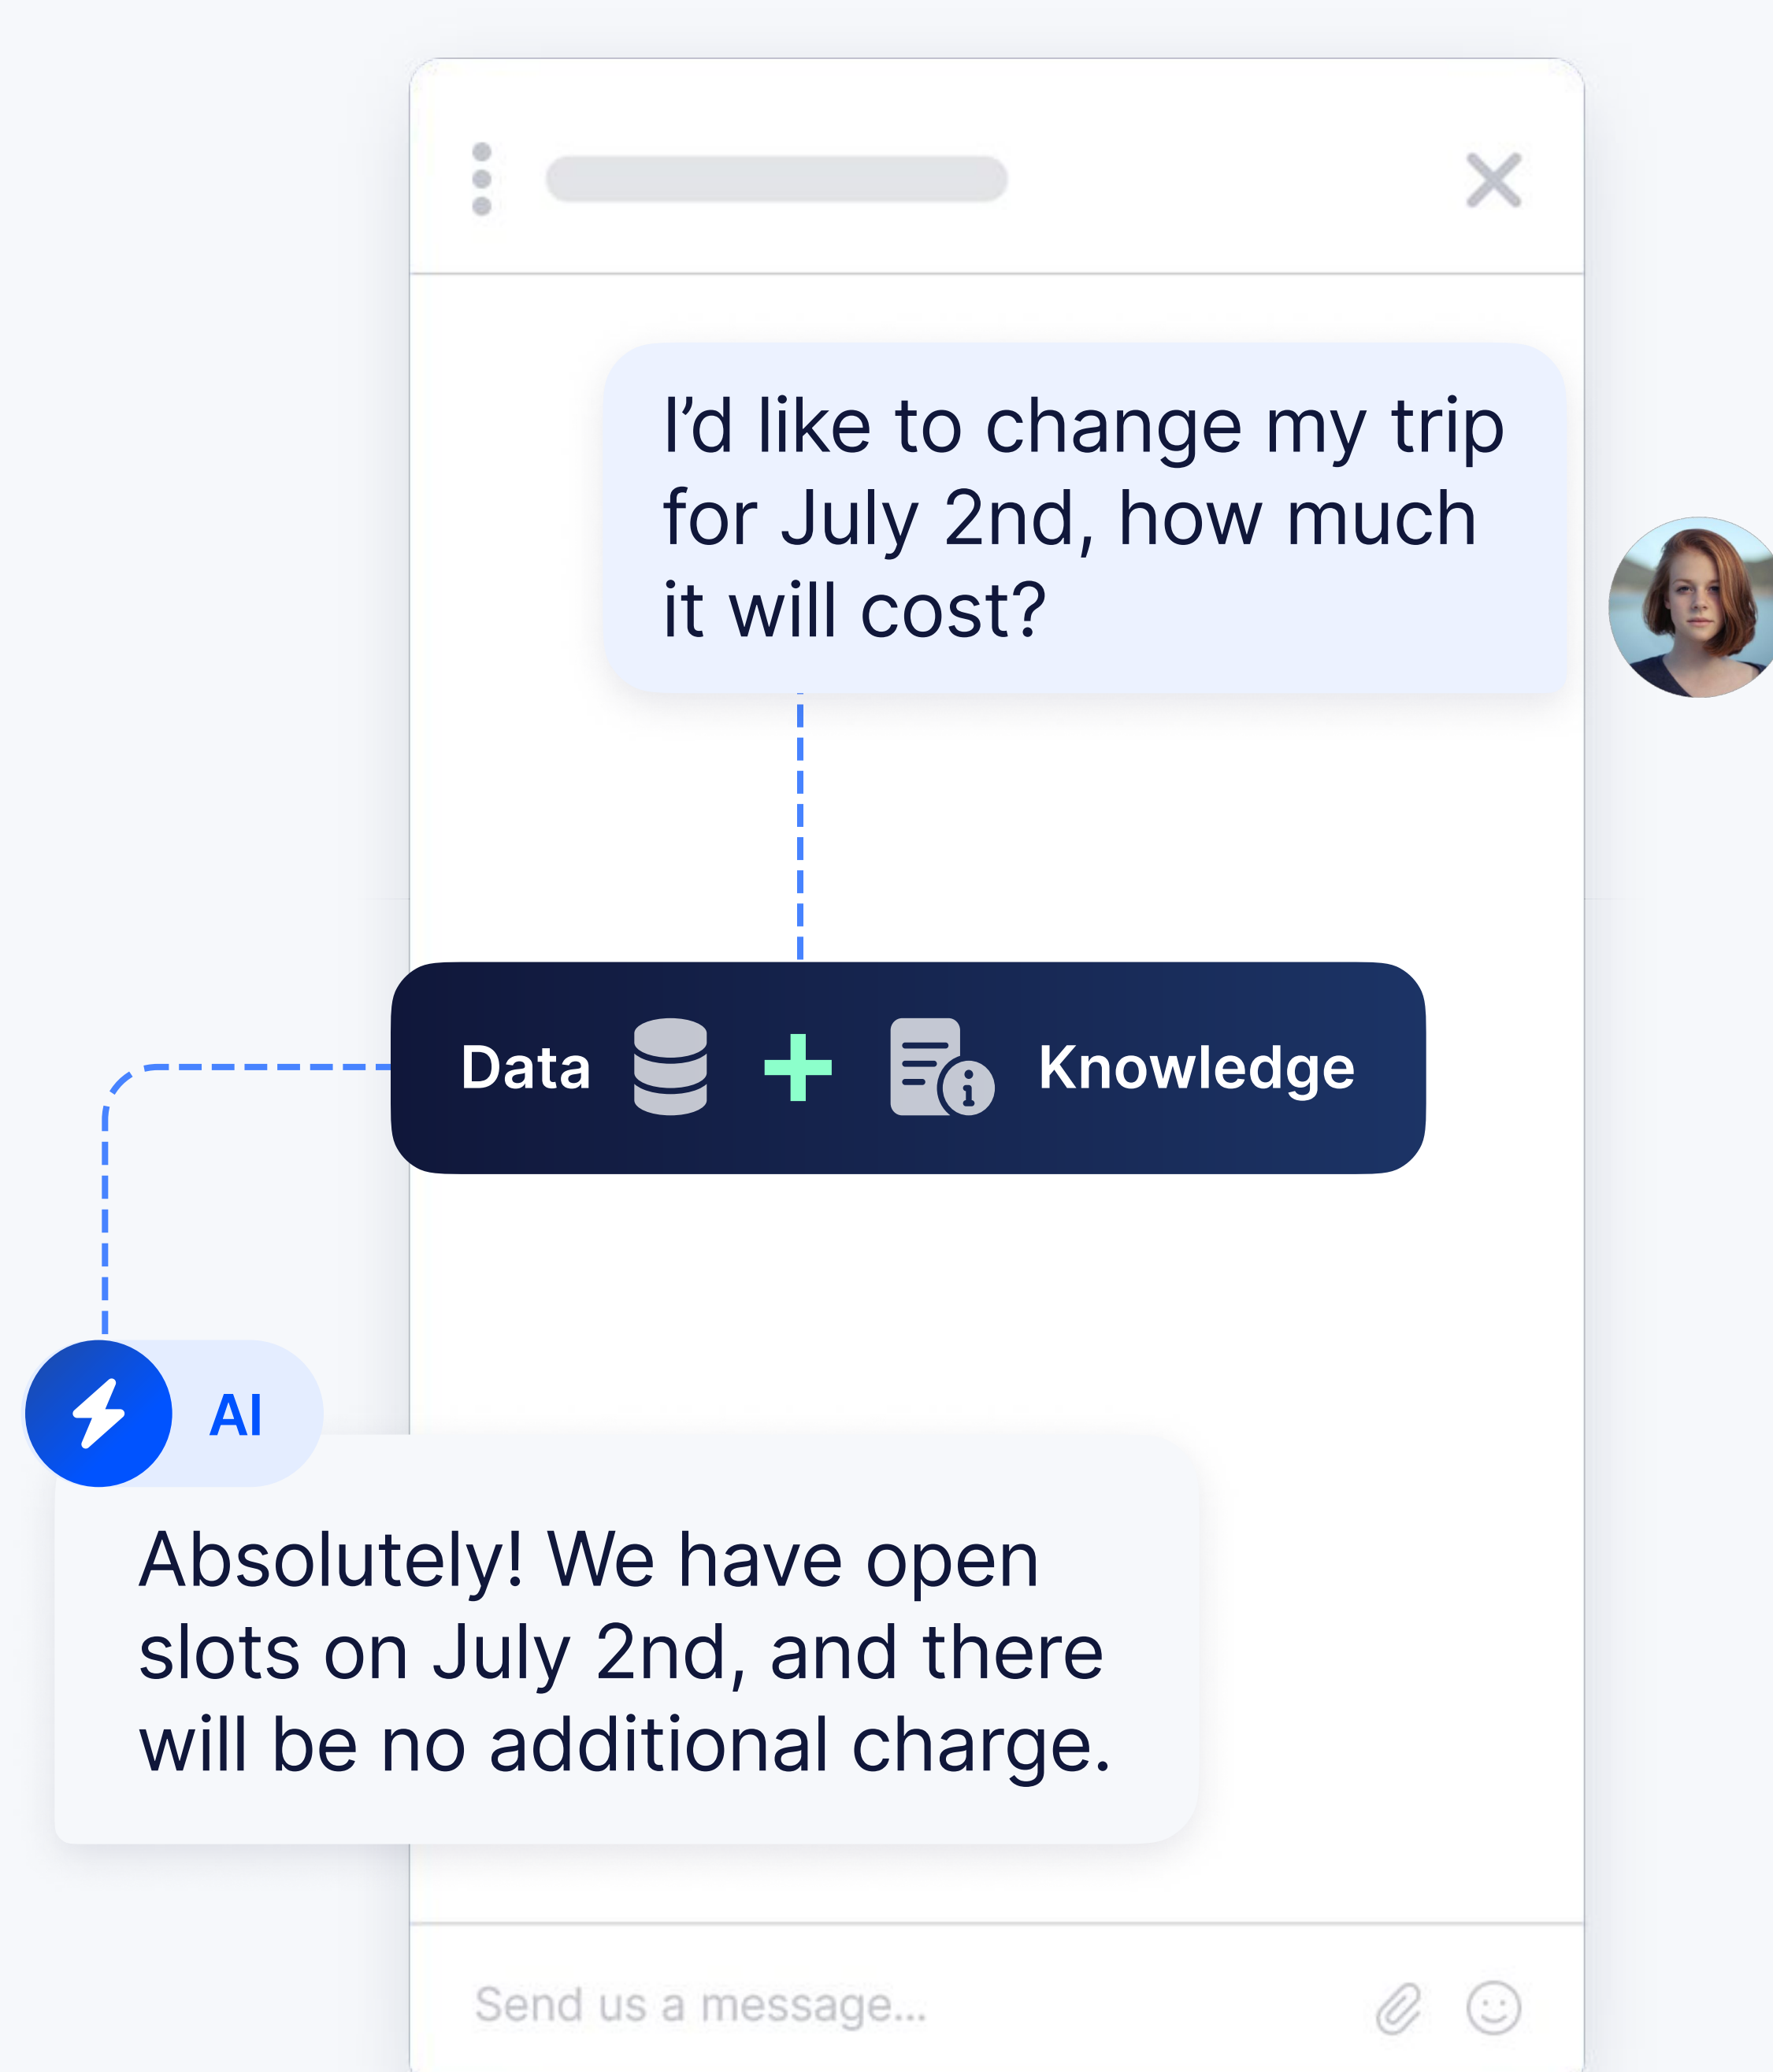 I’d like to change my trip
for July 2nd, how much
it will cost?
Data + Knowledge
AI
Absolutely! We have open
slots on July 2nd, and there
will be no additional charge.
Send us a message...